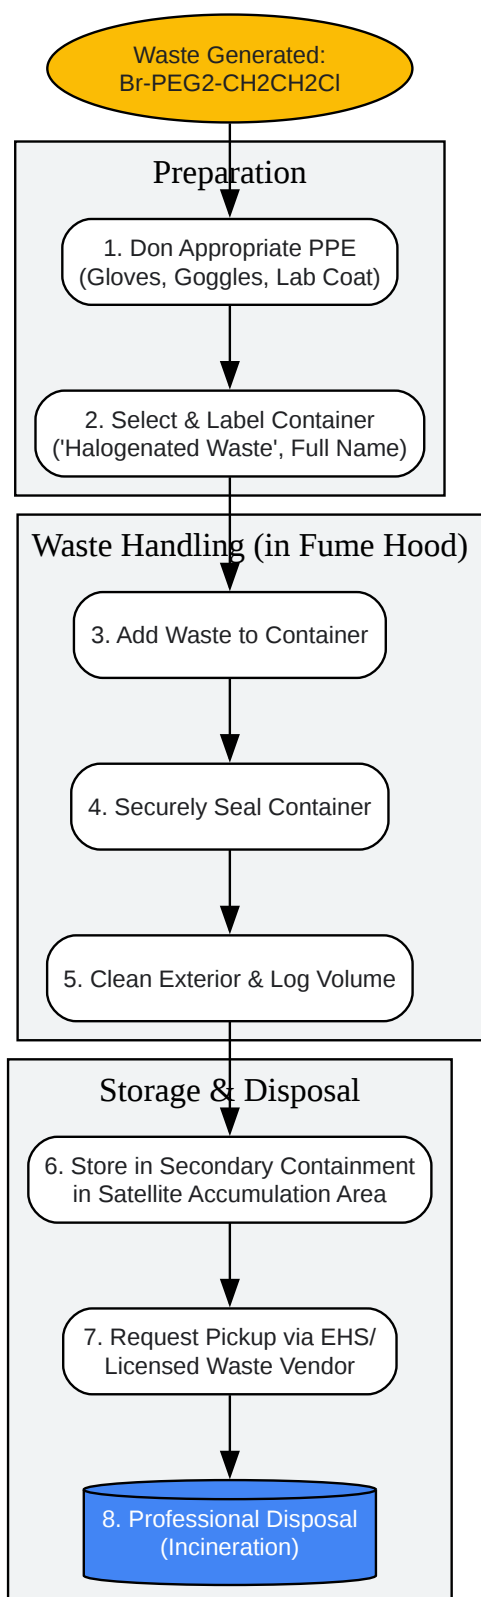 Waste Generated:
Br-PEG2-CH2CH2Cl
Preparation
1. Don Appropriate PPE
(Gloves, Goggles, Lab Coat)
2. Select & Label Container
('Halogenated Waste', Full Name)
Waste Handling (in Fume Hood)
3. Add Waste to Container
4. Securely Seal Container
5. Clean Exterior & Log Volume
Storage & Disposal
6. Store in Secondary Containment
in Satellite Accumulation Area
7. Request Pickup via EHS/
Licensed Waste Vendor
8. Professional Disposal
(Incineration)